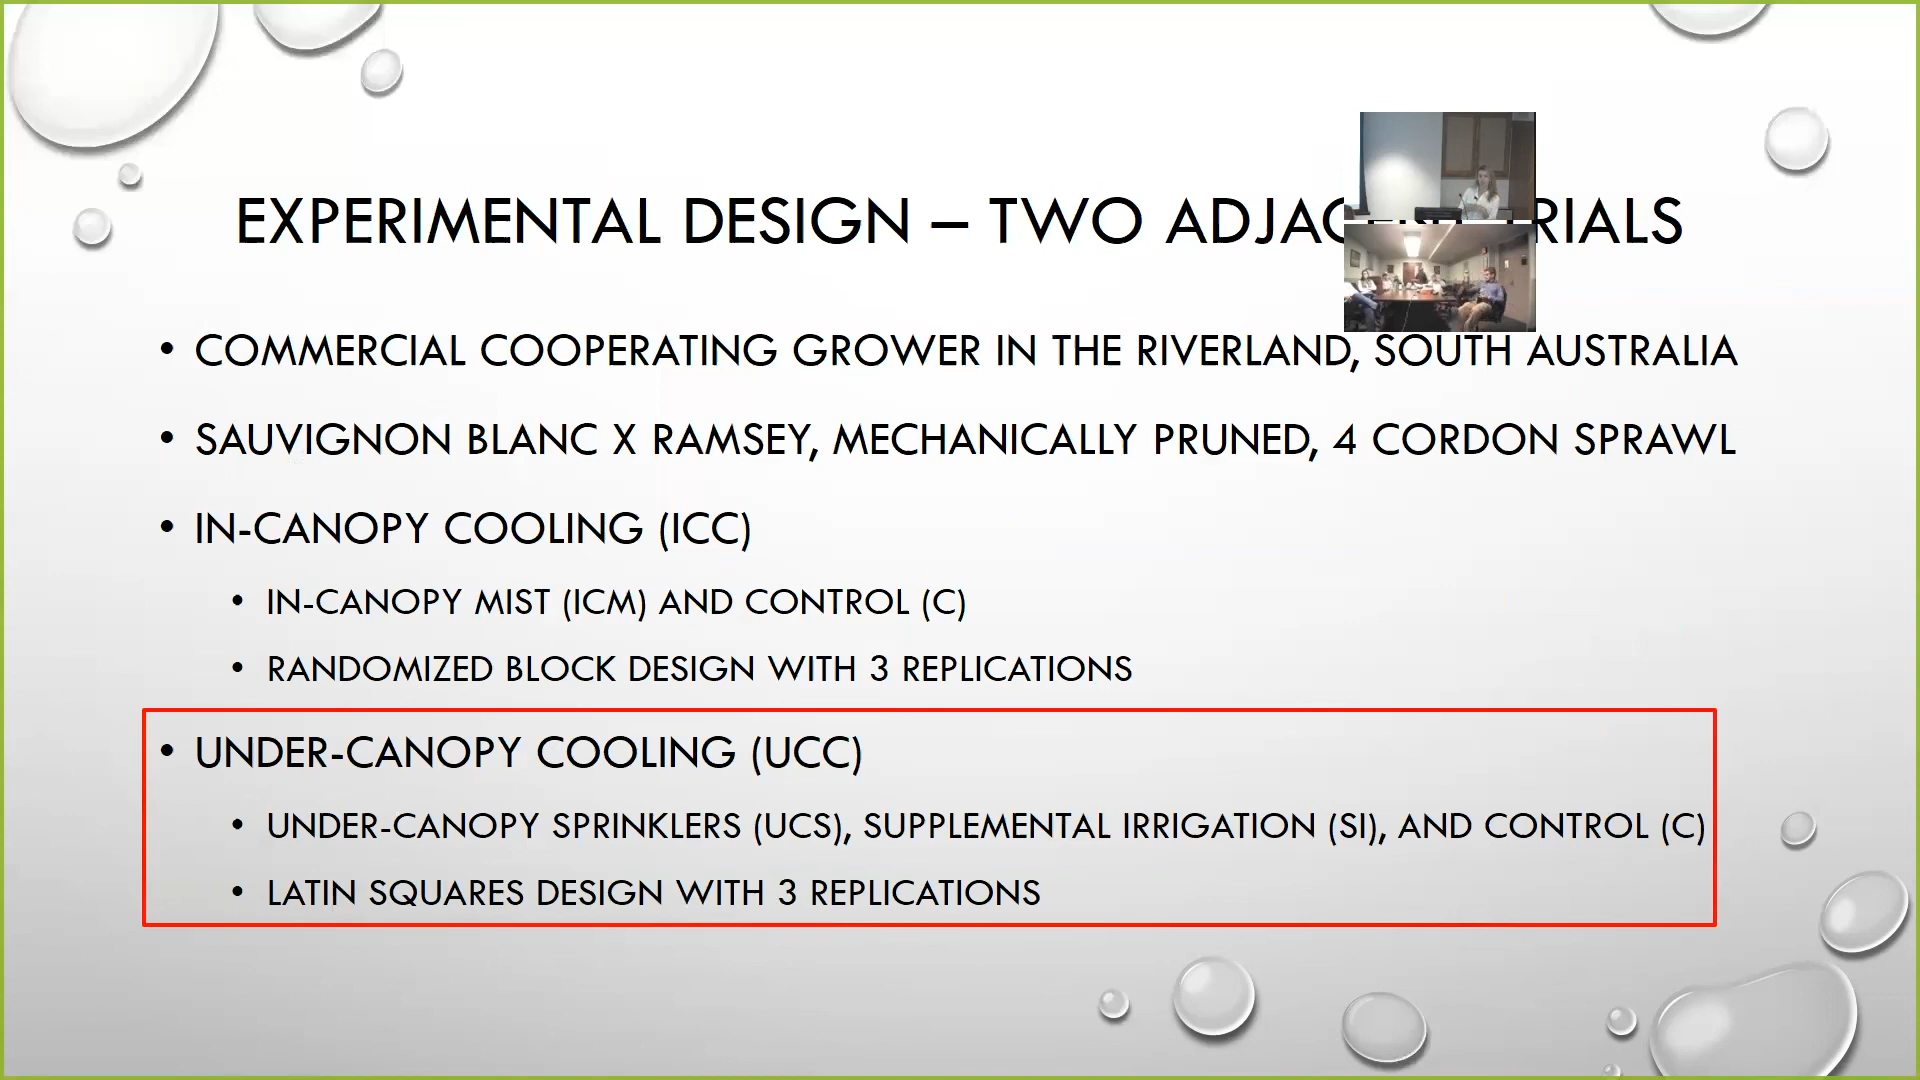 EXPERIMENTAL DESIGN – TWO
• COMMERCIAL COOPERATING GROWER IN THE RIVERLAND, SOUTH AUSTRALIA
• SAUVIGNON BLANC X RAMSEY, MECHANICALLY PRUNED, 4 CORDON SPRAWL
• IN-CANOPY COOLING (ICC)
• IN-CANOPY MIST (ICM) AND CONTROL (C)
• RANDOMIZED BLOCK DESIGN WITH 3 REPLICATIONS
• UNDER-CANOPY COOLING (UCC)
• UNDER-CANOPY SPRINKLERS (UCS), SUPPLEMENTAL IRRIGATION (SI), AND CONTROL (C)
• LATIN SQUARES DESIGN WITH 3 REPLICATIONS